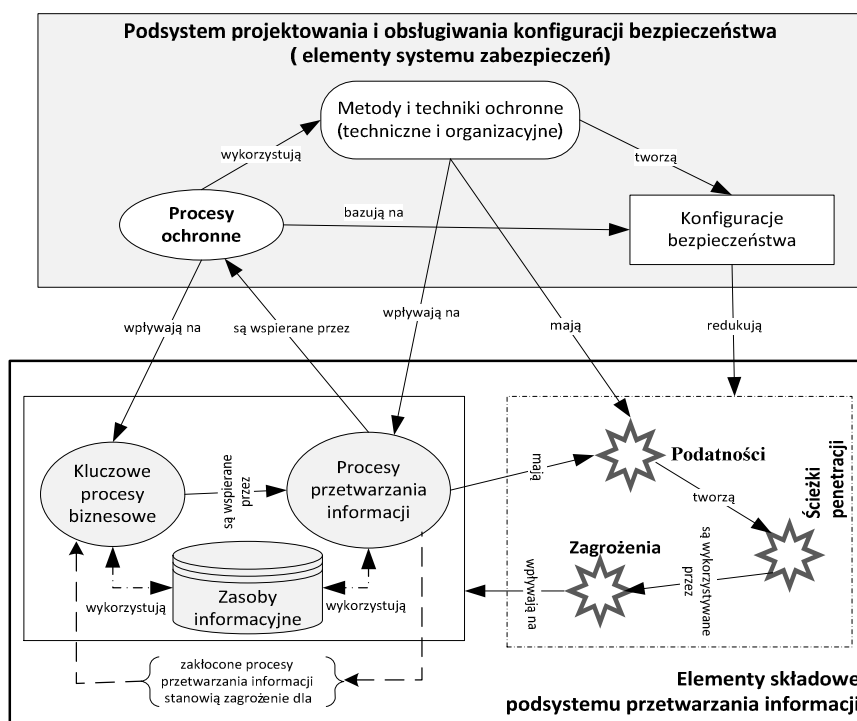 Podsystem projektowania i obsługiwania konfiguracji bezpieczeństwa
( elementy systemu zabezpieczeń)
Metody i techniki ochronne
(techniczne i organizacyjne)
wykorzystują
tworzą
Procesy
ochronne
bazują na
Konfiguracje
bezpieczeństwa
wpływają na
są wspierane przez
wpływają na
mają
redukują
Kluczowe
procesy
biznesowe
są wspierane
przez
Procesy
przetwarzania
informacji
mają
Podatności
tworzą
Ścieżki
penetracji
Zagrożenia
są wykorzystywane
przez
wpływają na
wykorzystują
Zasoby
informacyjne
wykorzystują
zakłócone procesy
przetwarzania informacji
stanowią zagrożenie dla
Elementy składowe
podsystemu przetwarzania informacji